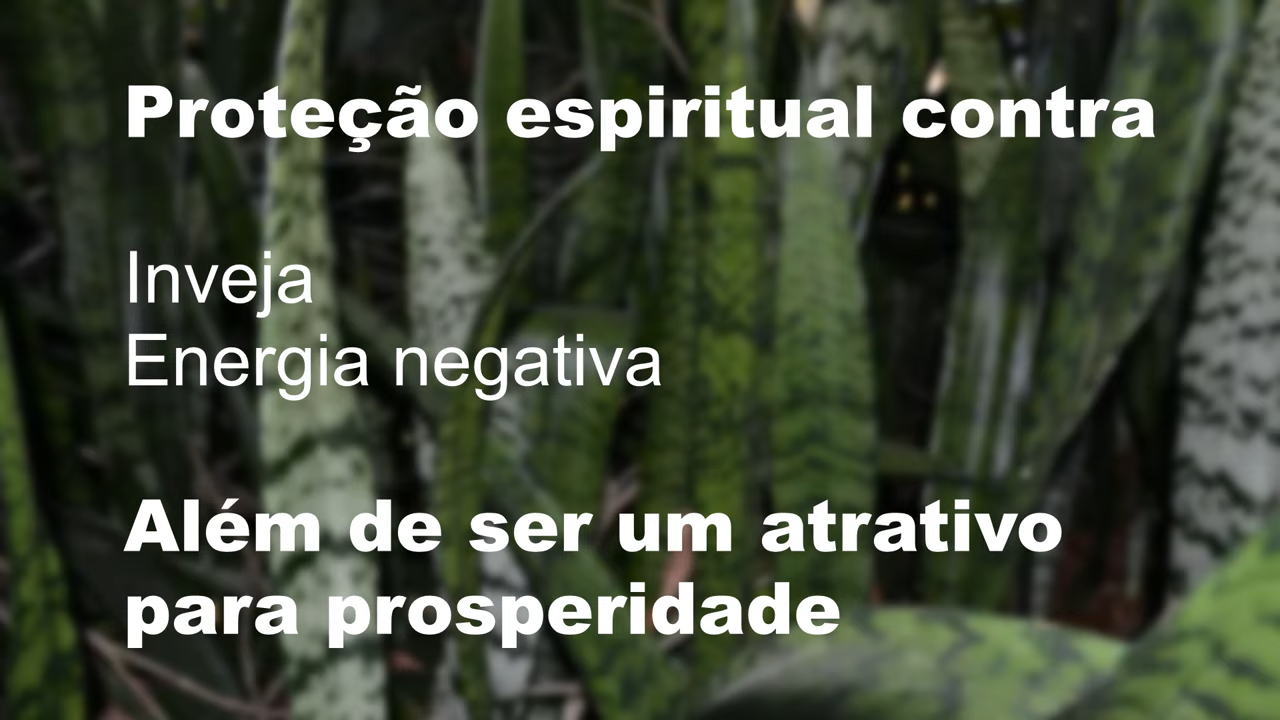 Proteção espiritual contra
Inveja
Energia negativa
Além de ser um atrativo
para prosperidade